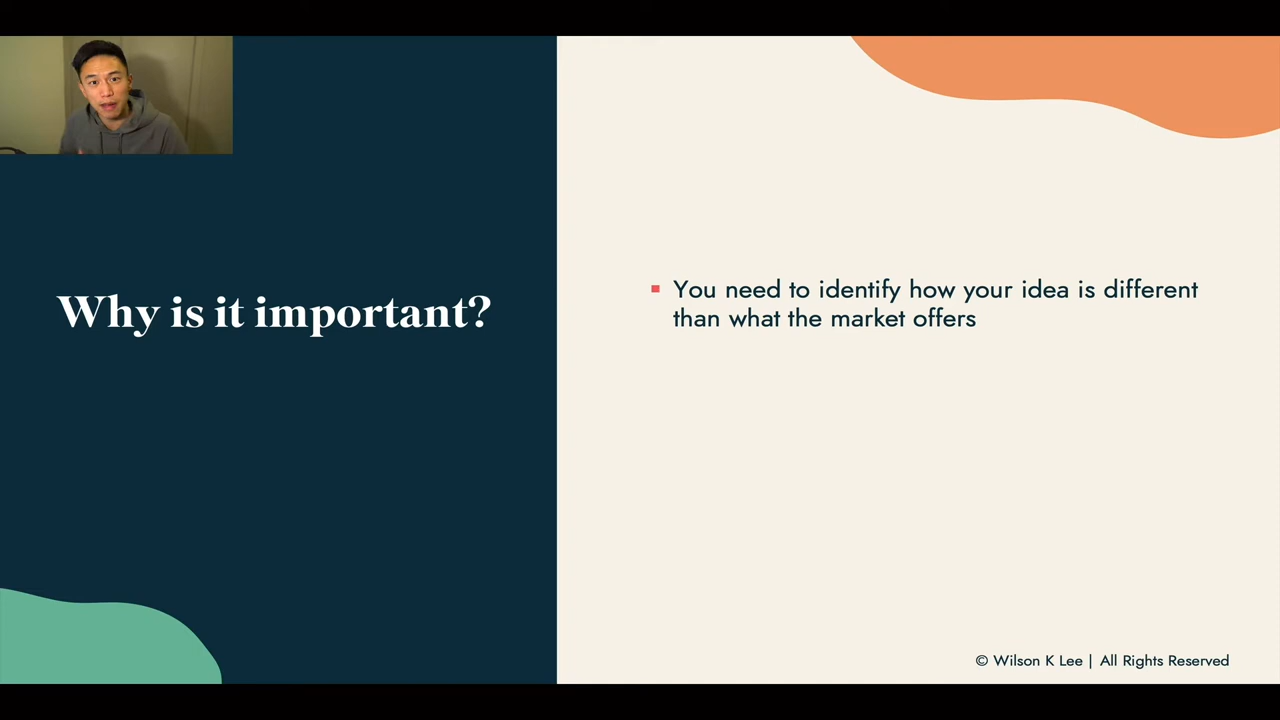 Why is it important?
You need to identify how your idea is different
than what the market offers
© Wilson K Lee | All Rights Reserved